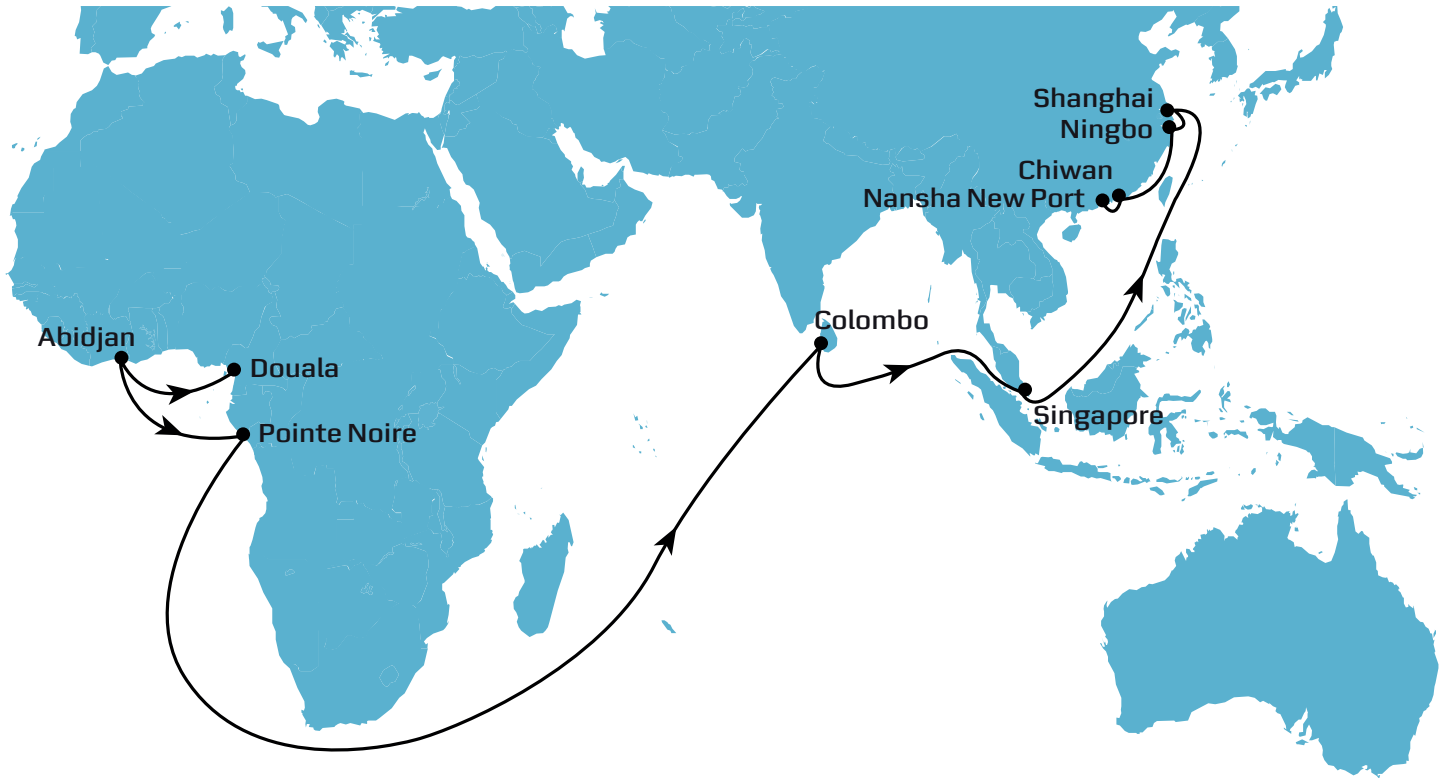 Shanghai
Ningbo
Chiwan
Nansha New Port
Colombo
Abidjan
Douala
Singapore
Pointe Noire